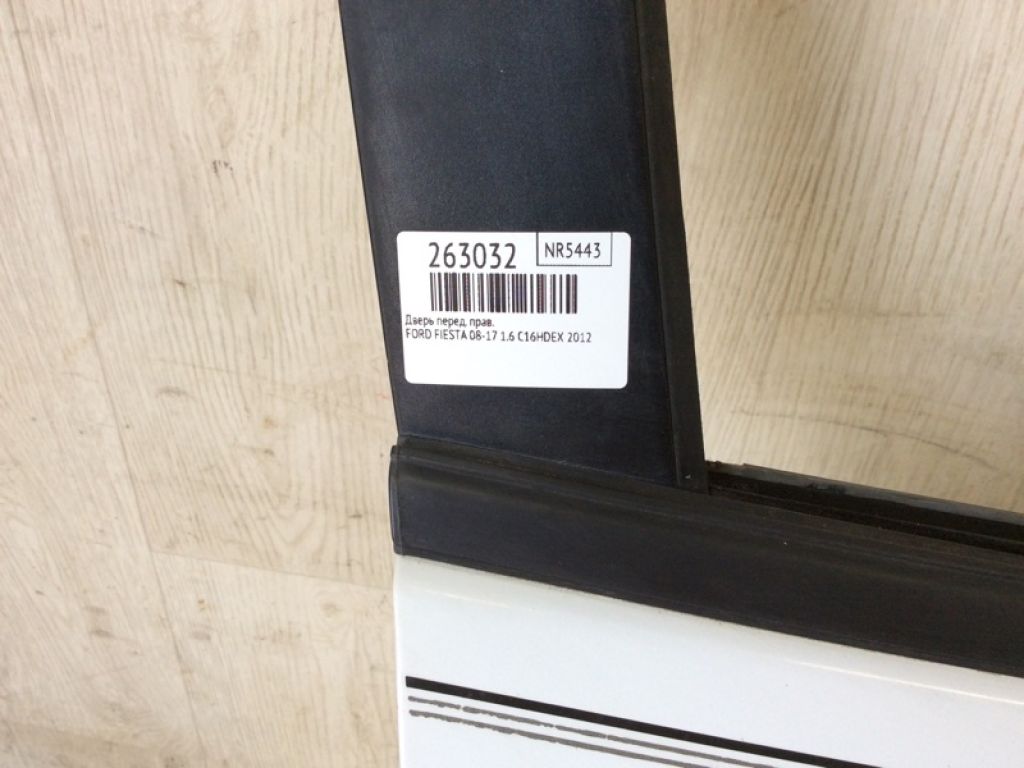 263032
NR5443
Дверь перед. прав.
FORD FIESTA 08-17 1.6 C16HDEX 2012